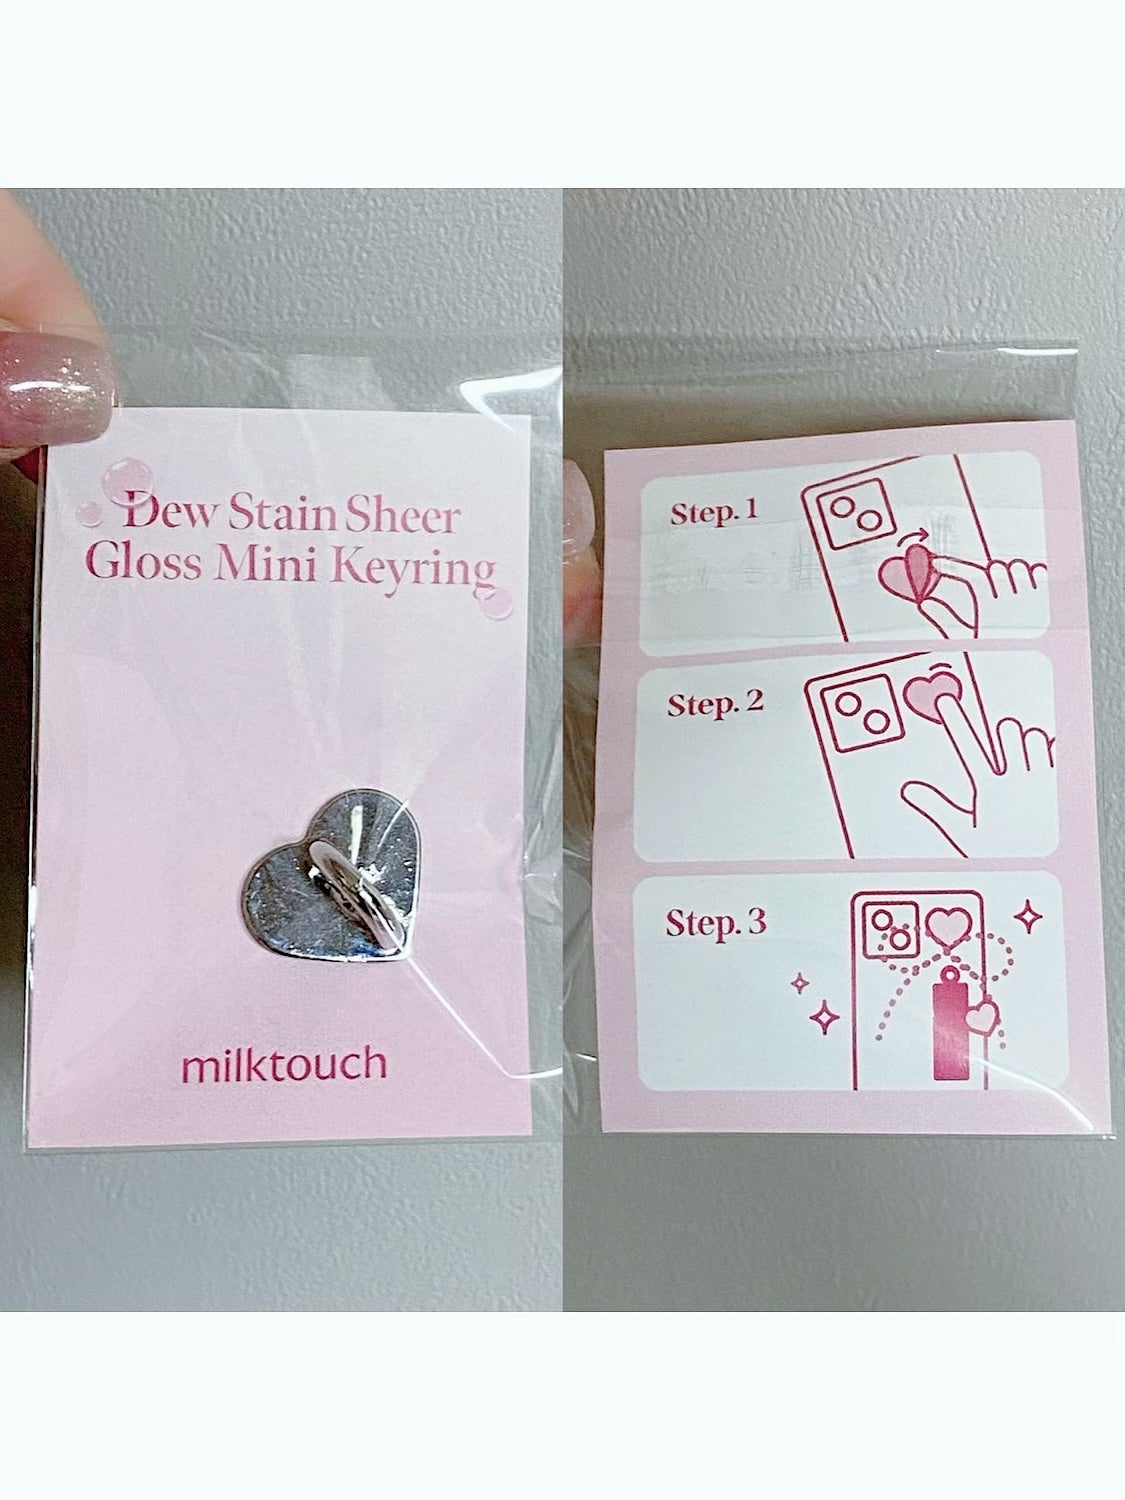 Dew Stain Sheer
Gloss Mini Keyring
milktouch
Step. 1
Step. 2
Step. 3